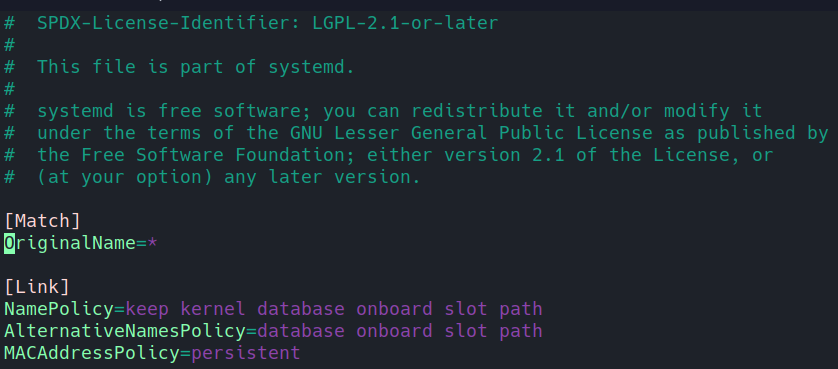 #  SPDX-License-Identifier: LGPL-2.1-or-later
#
#  This file is part of systemd.
#
#  systemd is free software; you can redistribute it and/or modify it
#  under the terms of the GNU Lesser General Public License as published by
#  the Free Software Foundation; either version 2.1 of the License, or
#  (at your option) any later version.

[Match]
OriginalName=*

[Link]
NamePolicy=keep kernel database onboard slot path
AlternativeNamesPolicy=database onboard slot path
MACAddressPolicy=persistent